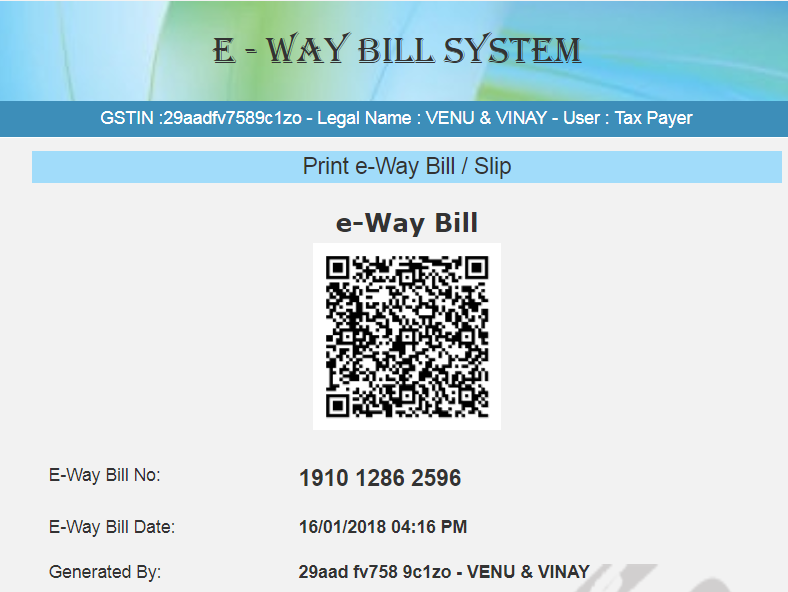 E - WAY BILL SYSTEM
GSTIN :29aadfv7589c1zo - Legal Name : VENU & VINAY - User : Tax Payer
Print e-Way Bill / Slip
e-Way Bill
E-Way Bill No: 1910 1286 2596
E-Way Bill Date: 16/01/2018 04:16 PM
Generated By: 29aad fv758 9c1zo - VENU & VINAY